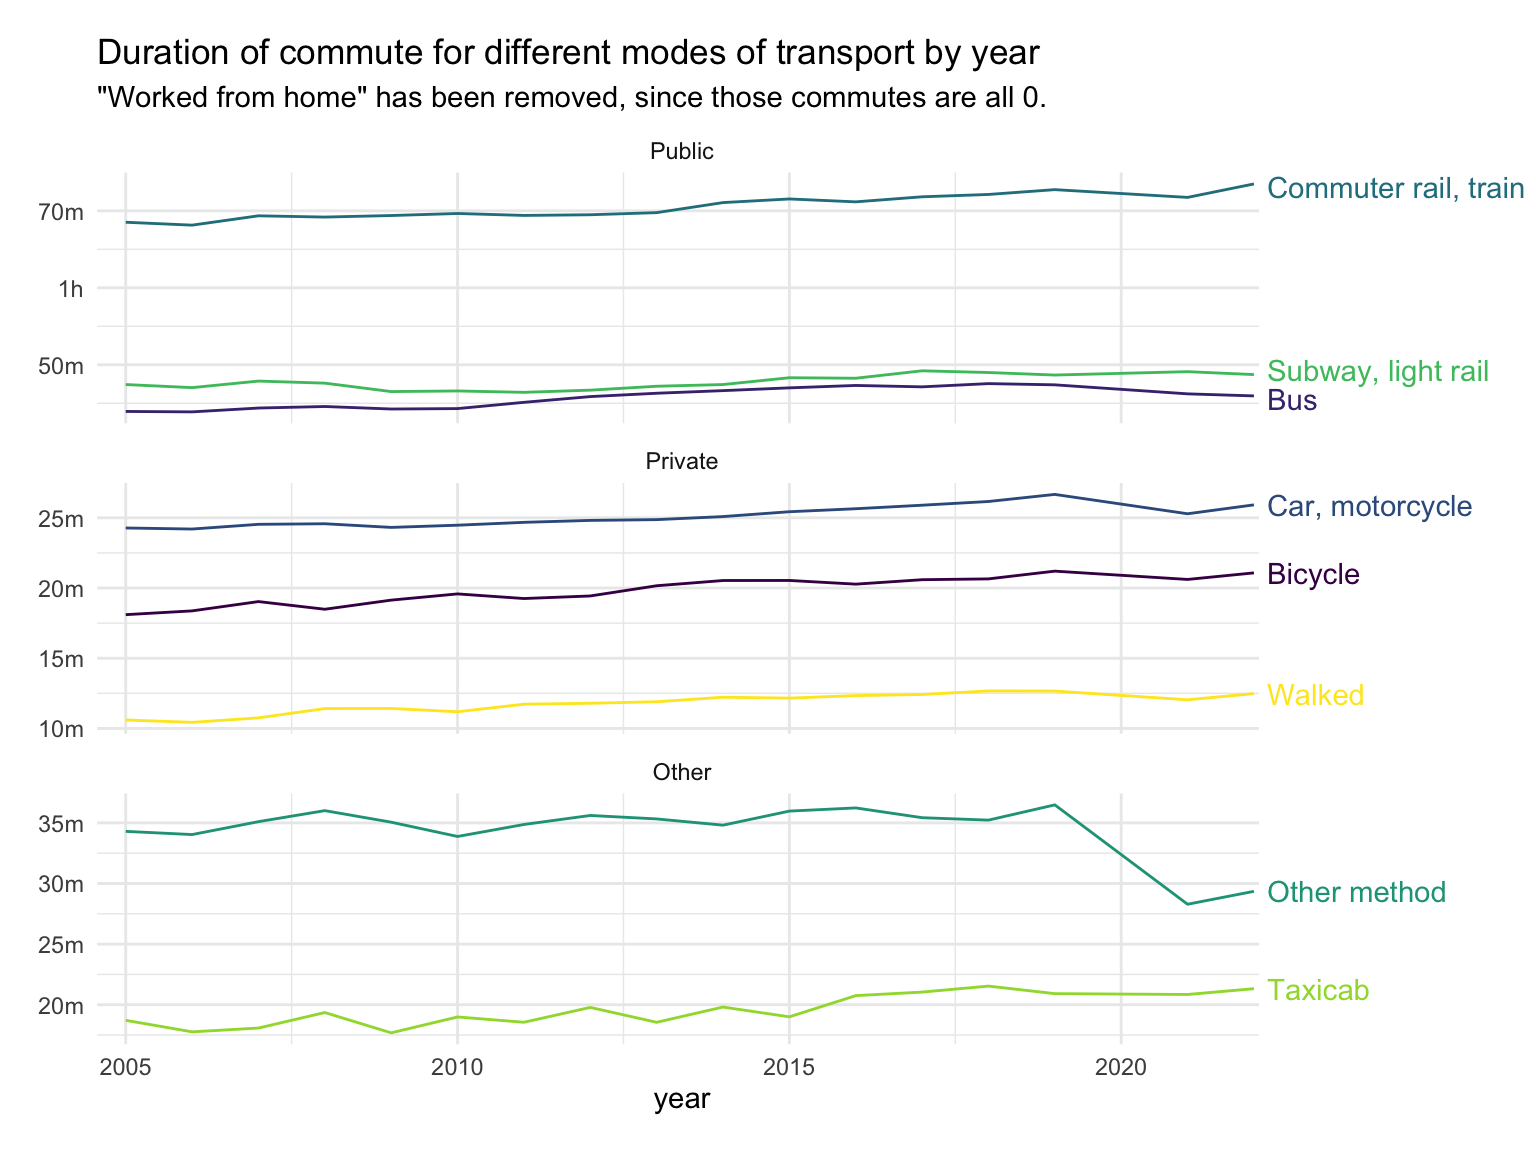 Duration of commute for different modes of transport by year
"Worked from home" has been removed, since those commutes are all 0.
Public
70m
1h
50m
Commuter rail, train
Subway, light rail
Bus
Private
25m
20m
15m
10m
Car, motorcycle
Bicycle
Walked
Other
35m
30m
25m
20m
Other method
Taxicab
2005 2010 2015 2020
year